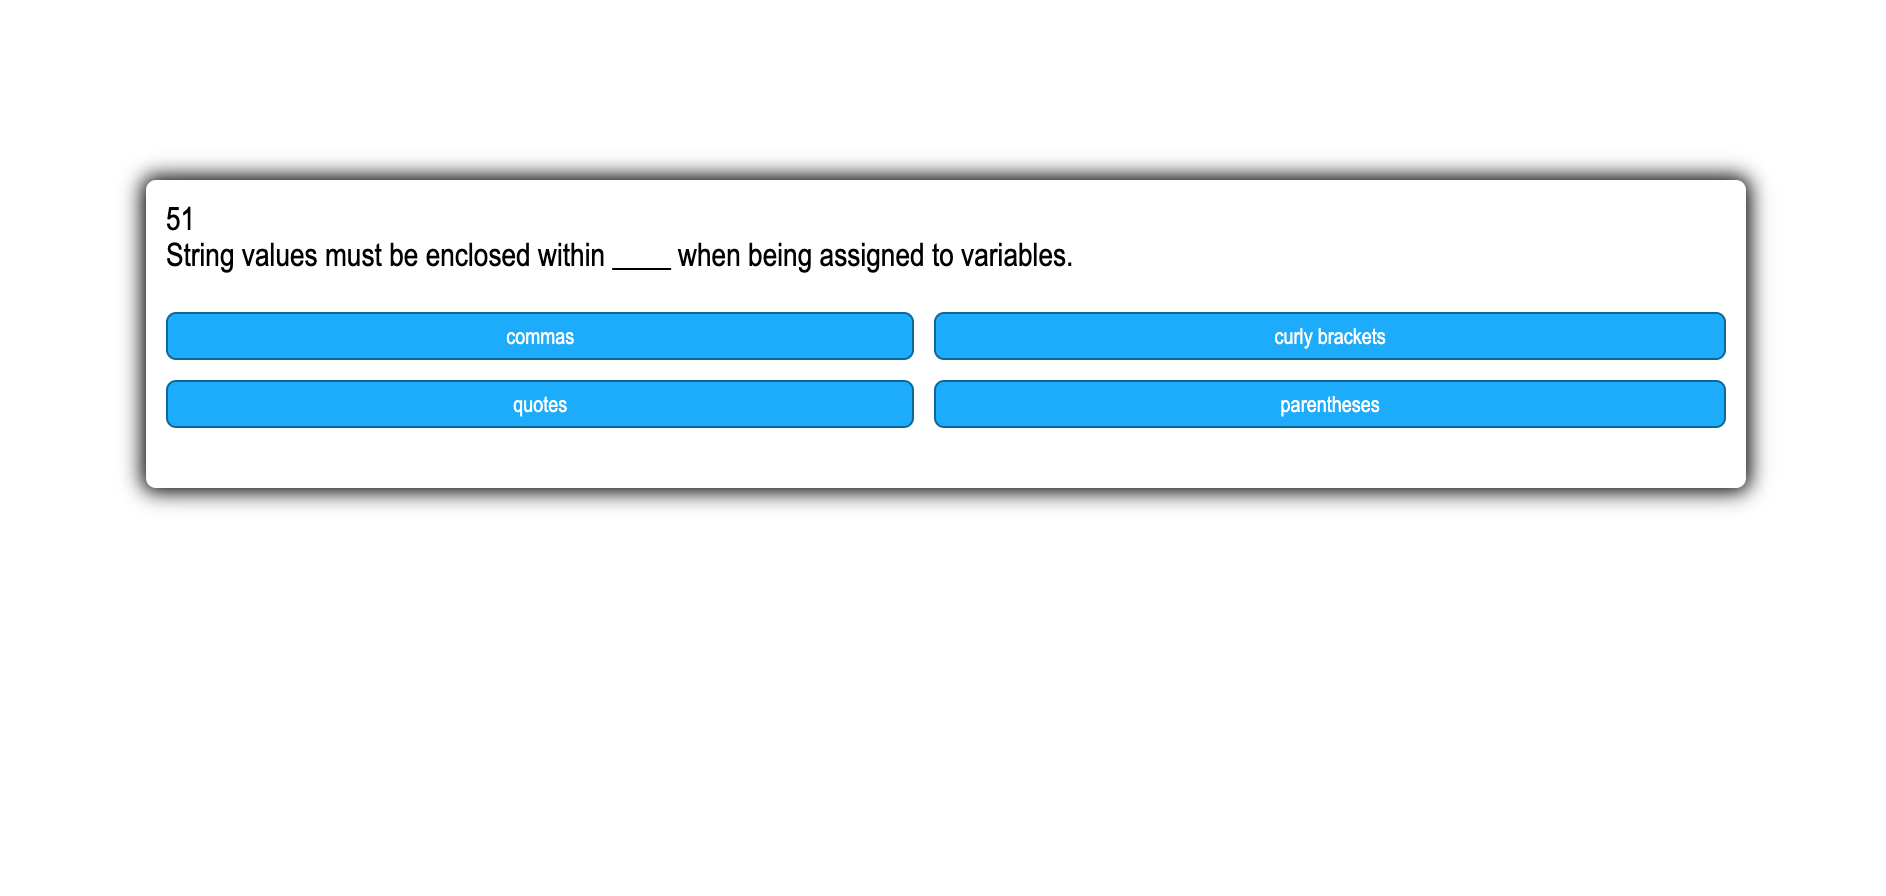 51
String values must be enclosed within ____ when being assigned to variables.
commas
curly brackets
quotes
parentheses